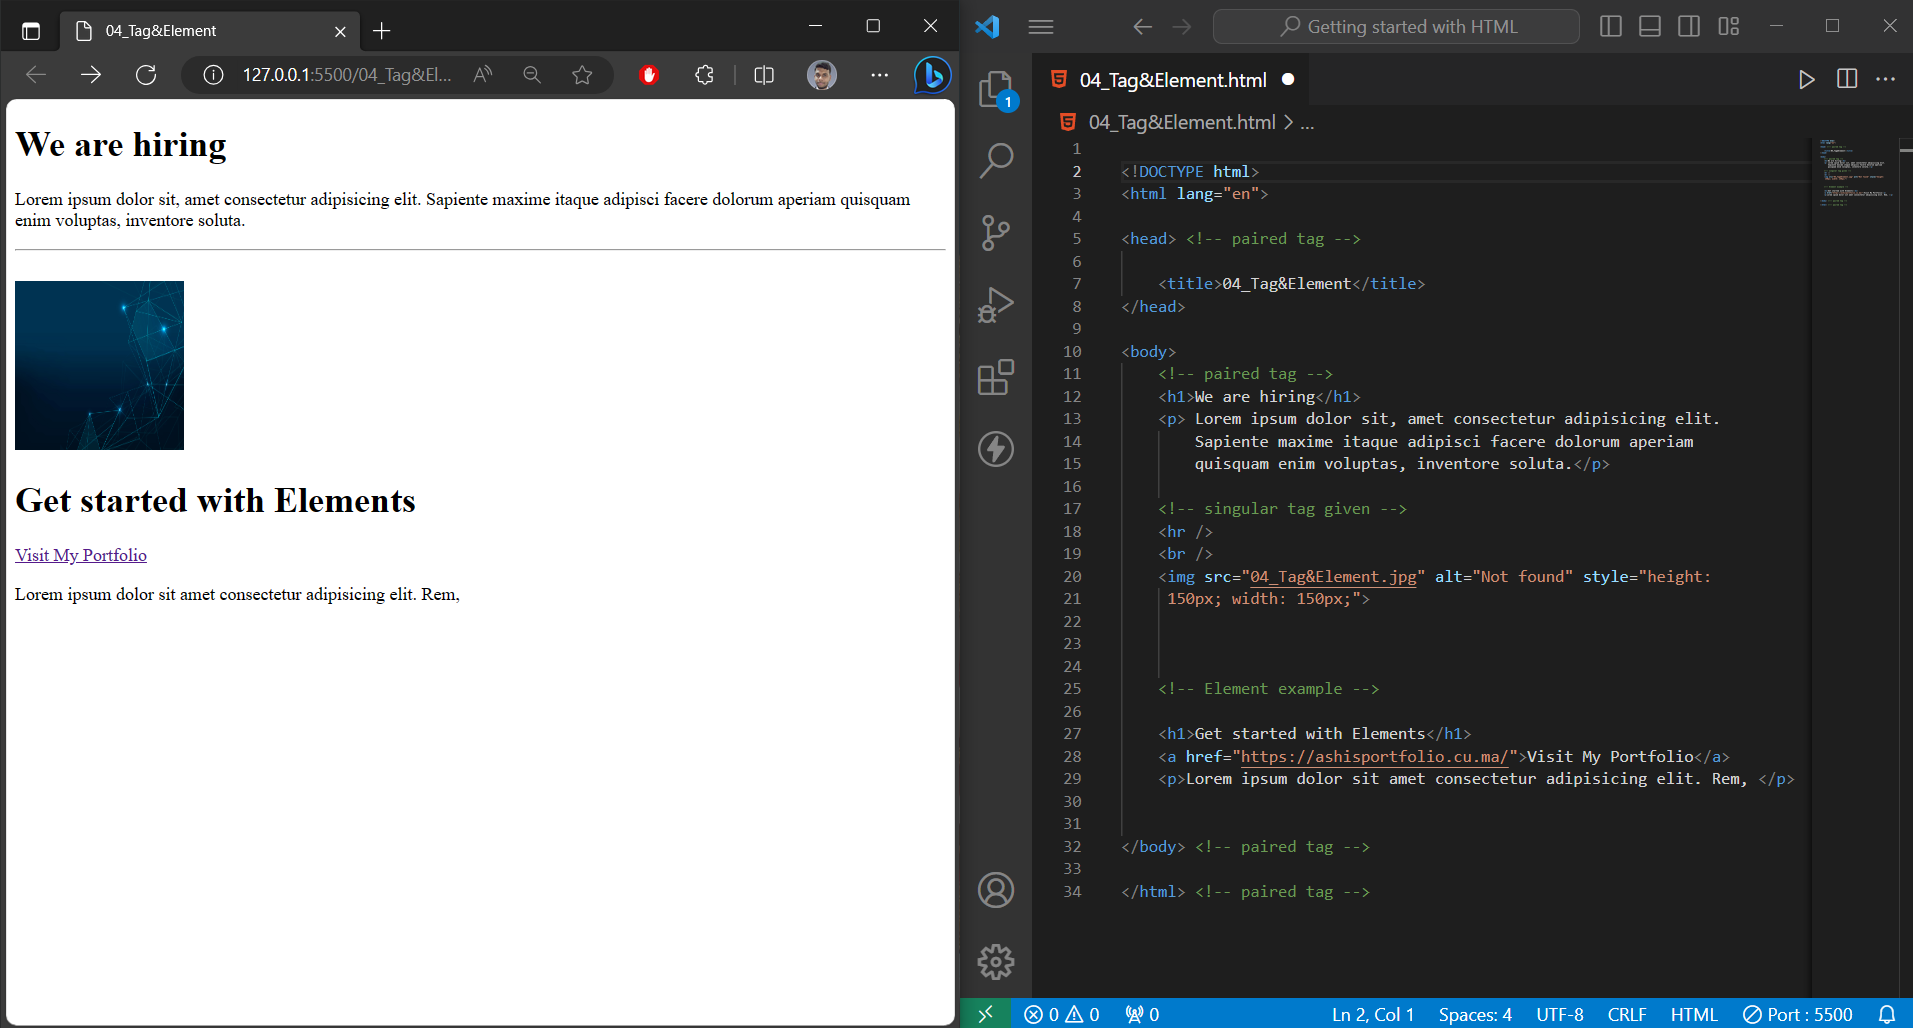 04_Tag&Element
127.0.0.1:5500/04_Tag&El...
We are hiring
Lorem ipsum dolor sit, amet consectetur adipisicing elit. Sapiente maxime itaque adipisci facere dolorum aperiam quisquam
enim voluptas, inventore soluta.
Get started with Elements
Visit My Portfolio
Lorem ipsum dolor sit amet consectetur adipisicing elit. Rem,
Getting started with HTML
1
04_Tag&Element.html
04_Tag&Element.html > ...
1
2 <!DOCTYPE html>
3 <html lang="en">
4
5 <head> <!-- paired tag -->
6
7 <title>04_Tag&Element</title>
8 </head>
9
10 <body>
11 <!-- paired tag -->
12 <h1>We are hiring</h1>
13 <p> Lorem ipsum dolor sit, amet consectetur adipisicing elit.
14 Sapiente maxime itaque adipisci facere dolorum aperiam
15 quisquam enim voluptas, inventore soluta.</p>
16
17 <!-- singular tag given -->
18 <hr />
19 <br />
20 <img src="04_Tag&Element.jpg" alt="Not found" style="height:
21 150px; width: 150px;">
22
23
24
25 <!-- Element example -->
26
27 <h1>Get started with Elements</h1>
28 <a href="https://ashisportfolio.cu.ma/">Visit My Portfolio</a>
29 <p>Lorem ipsum dolor sit amet consectetur adipisicing elit. Rem, </p>
30
31
32 </body> <!-- paired tag -->
33
34 </html> <!-- paired tag -->
0 0 0 Ln 2, Col 1 Spaces: 4 UTF-8 CRLF HTML Port : 5500